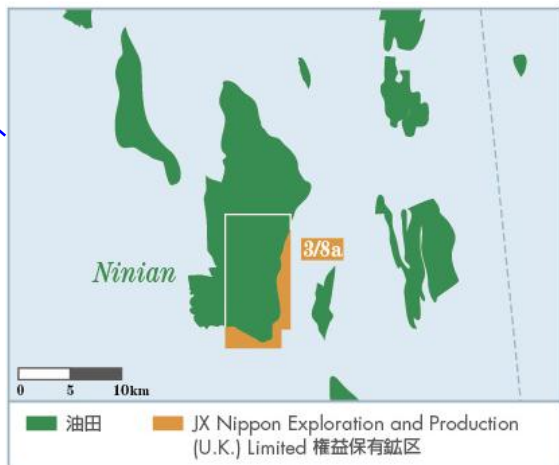 3/8a
Ninian
0 5 10km
油田
JX Nippon Exploration and Production
(U.K.) Limited 権益保有鉱区